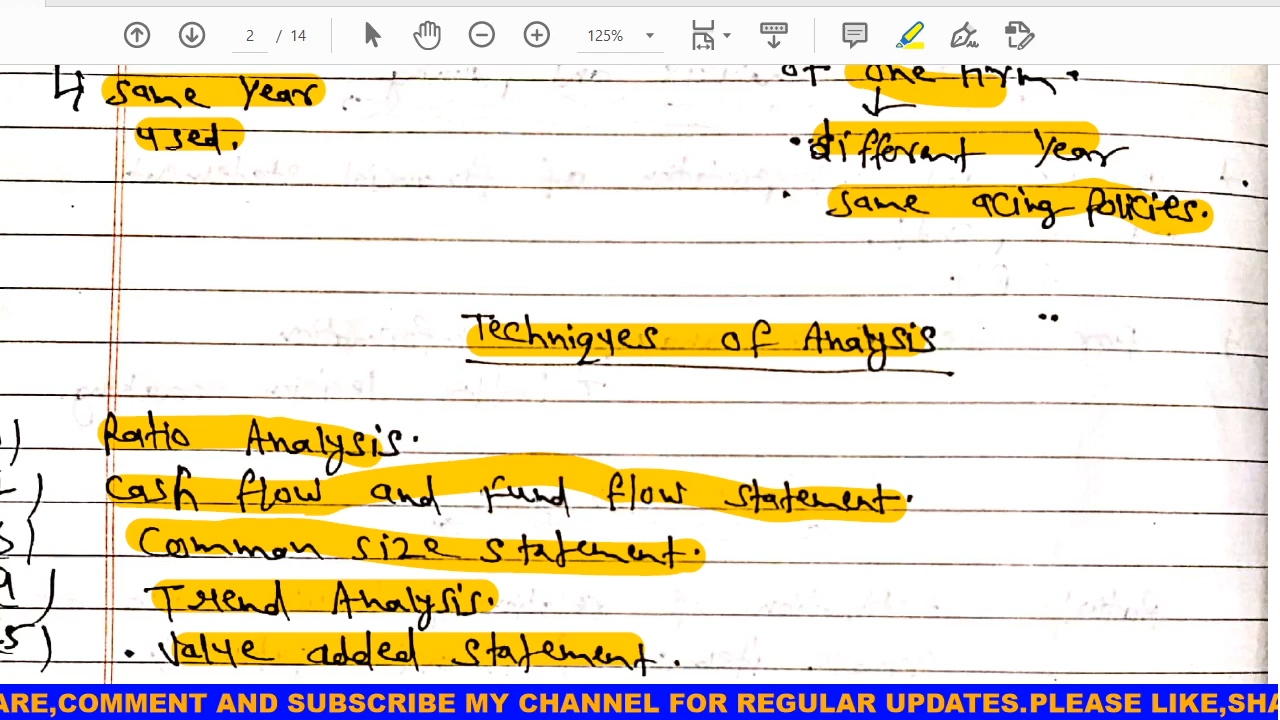 2 / 14
125%
same year
used.
of one firm.
different year
same acing policies.
Techniques of Analysis
Ratio Analysis.
Cash flow and Fund flow statement.
Common size statement.
Trend Analysis.
Value added statement.
ARE,COMMENT AND SUBSCRIBE MY CHANNEL FOR REGULAR UPDATES.PLEASE LIKE,SHA